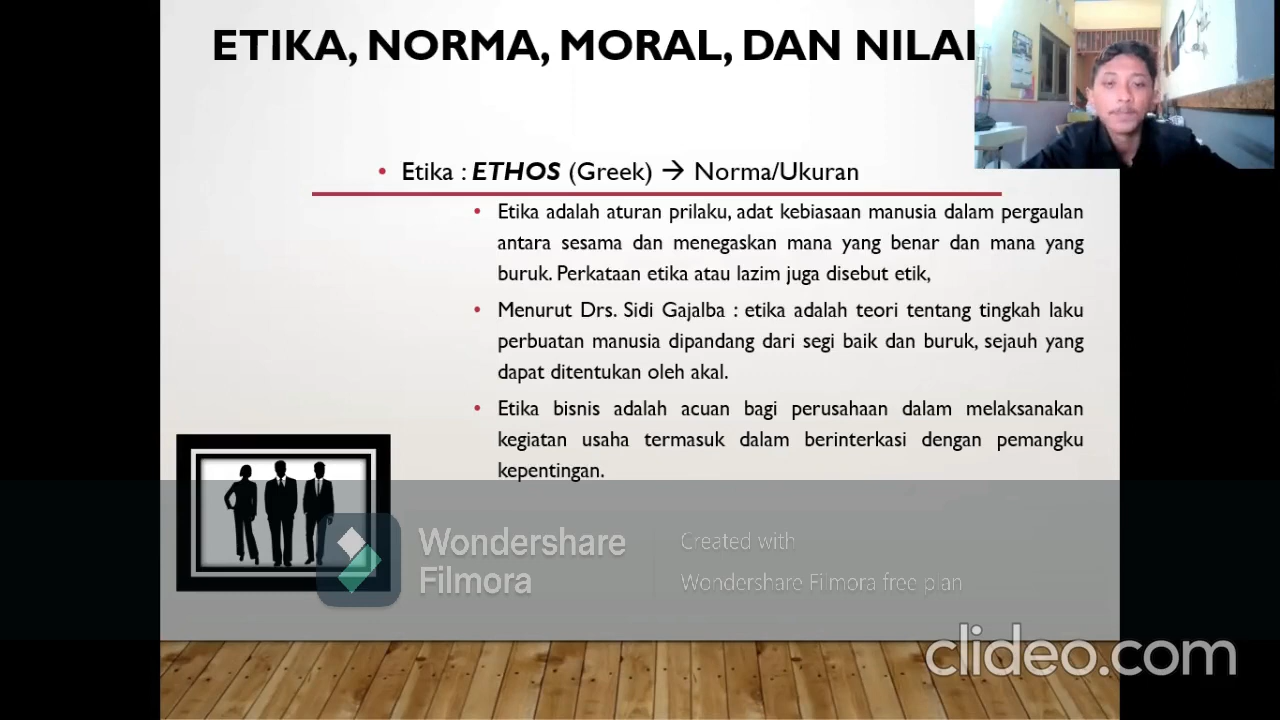 ETIKA, NORMA, MORAL, DAN NILAI
• Etika : ETHOS (Greek) → Norma/Ukuran
• Etika adalah aturan prilaku, adat kebiasaan manusia dalam pergaulan
antara sesama dan menegaskan mana yang benar dan mana yang
buruk. Perkataan etika atau lazim juga disebut etik,
• Menurut Drs. Sidi Gajalba : etika adalah teori tentang tingkah laku
perbuatan manusia dipandang dari segi baik dan buruk, sejauh yang
dapat ditentukan oleh akal.
• Etika bisnis adalah acuan bagi perusahaan dalam melaksanakan
kegiatan usaha termasuk dalam berinterkasi dengan pemangku
kepentingan.
Wondershare
Filmora
Created with
Wondershare Filmora free plan
clideo.com